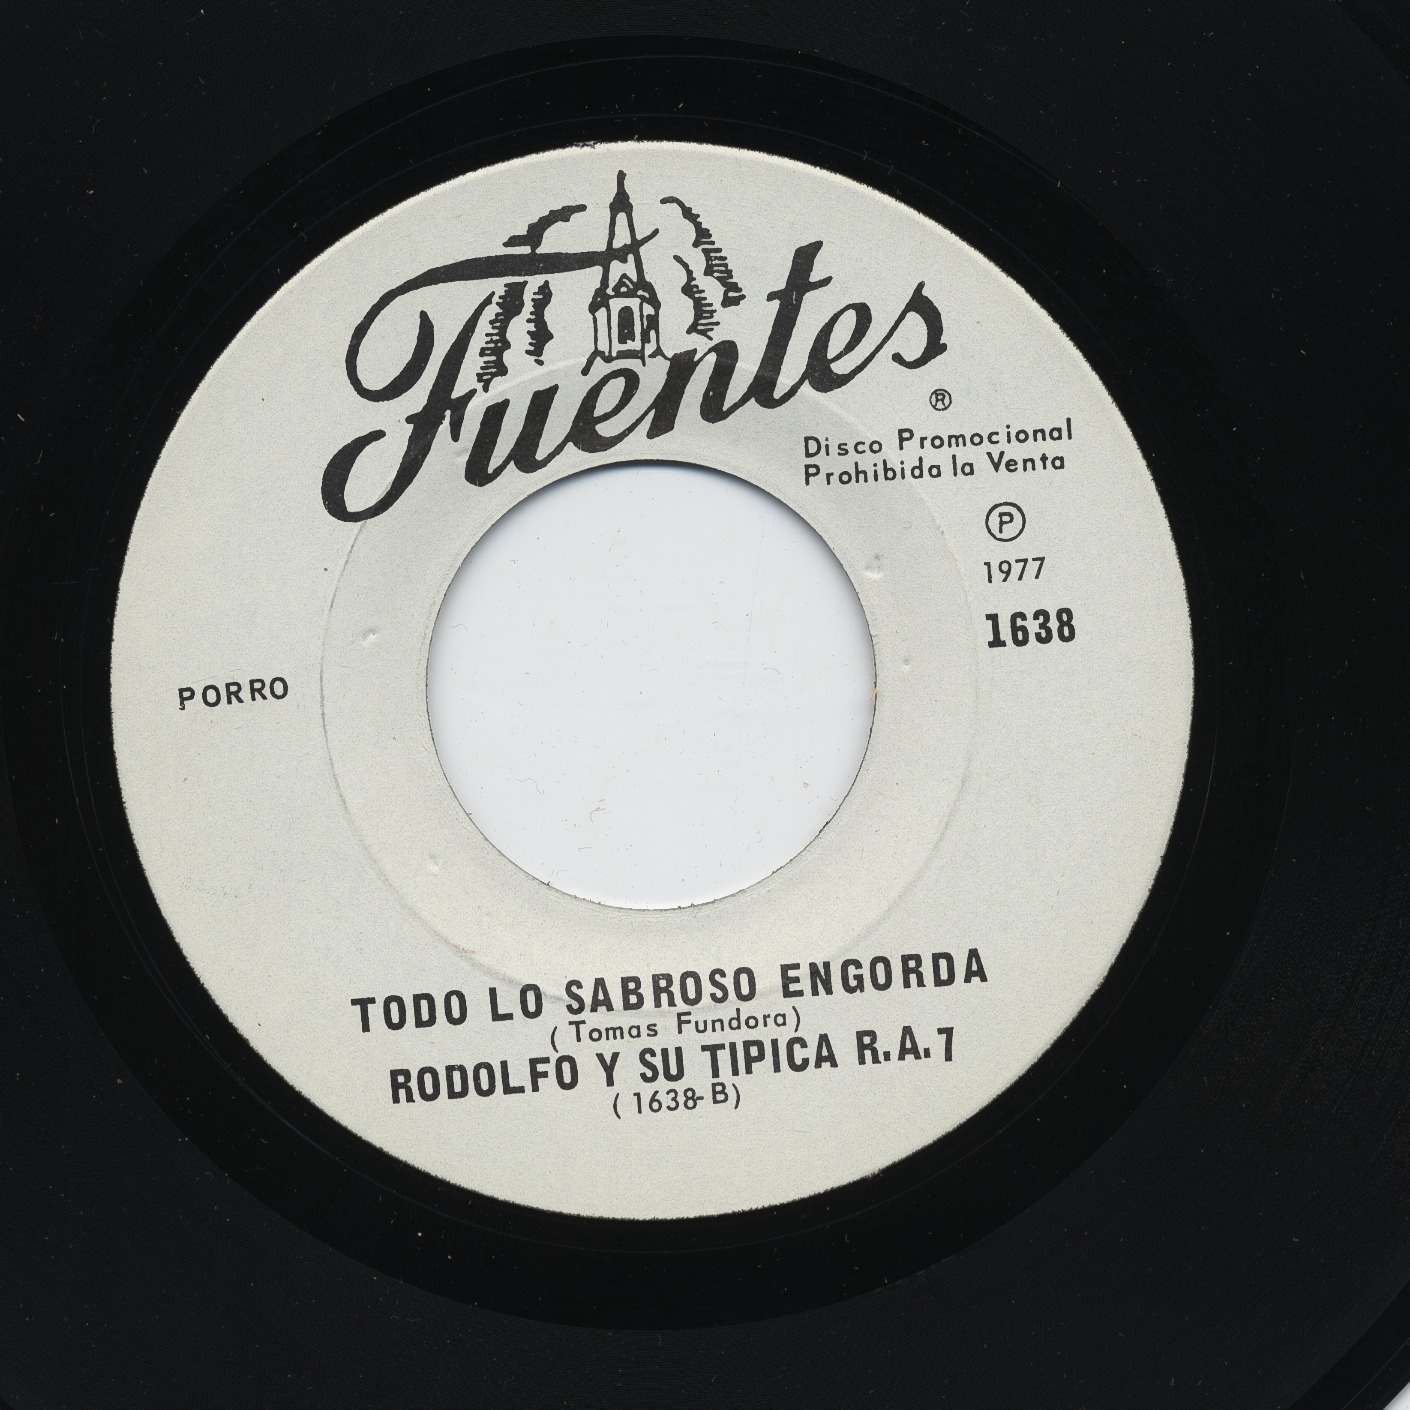 Fuentes
®
Disco Promocional
Prohibida la Venta
℗
1977
1638
PORRO
TODO LO SABROSO ENGORDA
(Tomas Fundora)
RODOLFO Y SU TIPICA R.A.7
(1638-B)